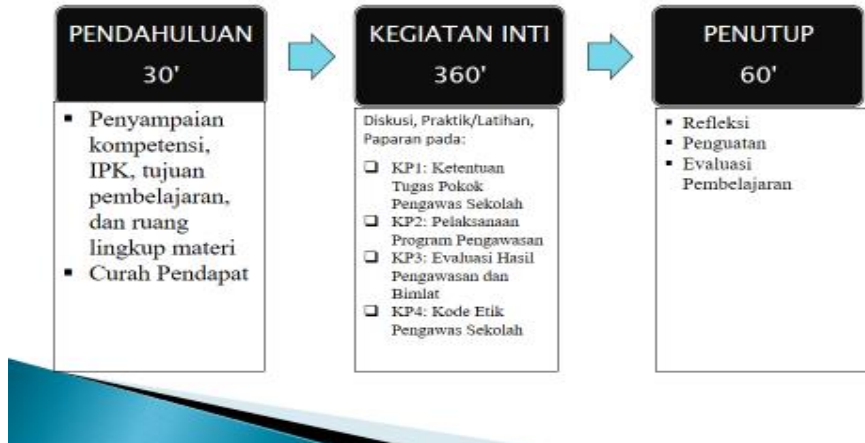 PENDAHULUAN
30'
▪ Penyampaian
kompetensi,
IPK, tujuan
pembelajaran,
dan ruang
lingkup materi
▪ Curah Pendapat
KEGIATAN INTI
360'
Diskusi, Praktik/Latihan,
Paparan pada:
❑ KP1: Ketentuan
Tugas Pokok
Pengawas Sekolah
❑ KP2: Pelaksanaan
Program Pengawasan
❑ KP3: Evaluasi Hasil
Pengawasan dan
Bimlat
❑ KP4: Kode Etik
Pengawas Sekolah
PENUTUP
60'
▪ Refleksi
▪ Penguatan
▪ Evaluasi
Pembelajaran